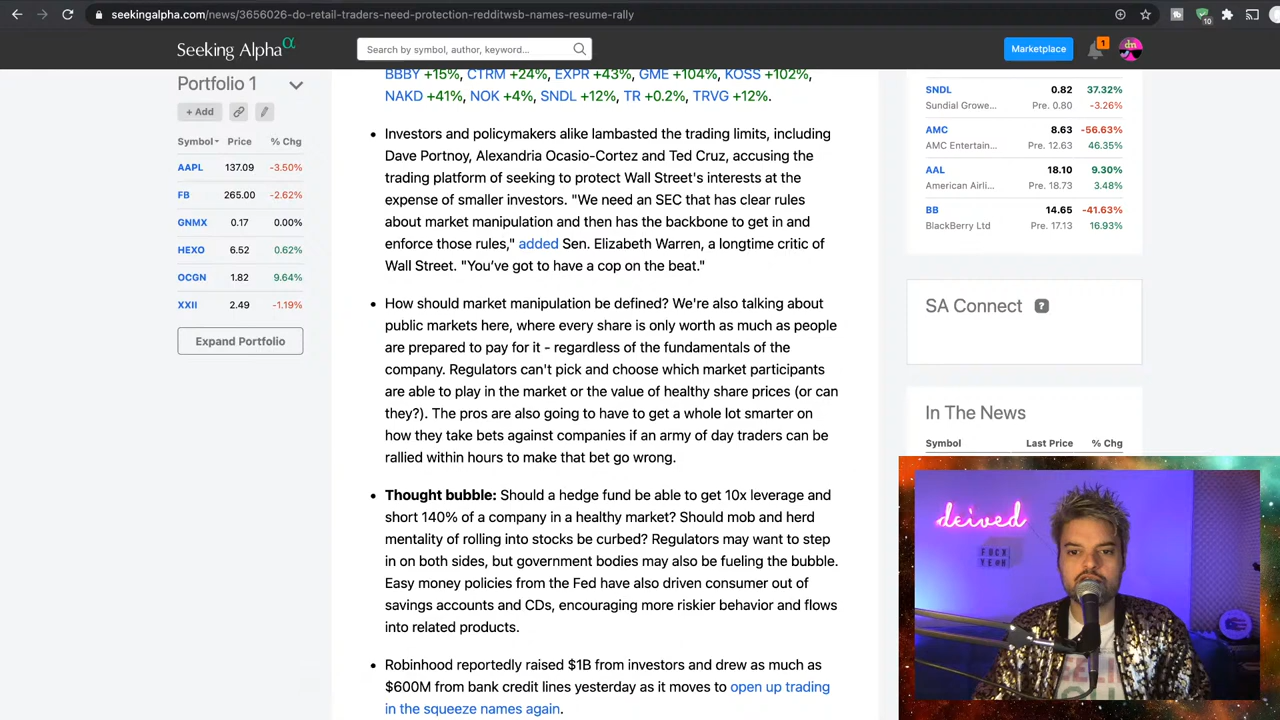 seekingalpha.com/news/3656026-do-retail-traders-need-protection-redditwsb-names-resume-rally
10
Seeking Alpha α
Search by symbol, author, keyword...
Marketplace
1
dm
Portfolio 1
+ Add
Symbol Price % Chg
AAPL 137.09 -3.50%
FB 265.00 -2.62%
GNMX 0.17 0.00%
HEXO 6.52 0.62%
OCGN 1.82 9.64%
XXII 2.49 -1.19%
Expand Portfolio
BBBY +15%, CTRM +24%, EXPR +43%, GME +104%, KOSS +102%,
NAKD +41%, NOK +4%, SNDL +12%, TR +0.2%, TRVG +12%.
• Investors and policymakers alike lambasted the trading limits, including
Dave Portnoy, Alexandria Ocasio-Cortez and Ted Cruz, accusing the
trading platform of seeking to protect Wall Street's interests at the
expense of smaller investors. "We need an SEC that has clear rules
about market manipulation and then has the backbone to get in and
enforce those rules," added Sen. Elizabeth Warren, a longtime critic of
Wall Street. "You've got to have a cop on the beat."
• How should market manipulation be defined? We're also talking about
public markets here, where every share is only worth as much as people
are prepared to pay for it - regardless of the fundamentals of the
company. Regulators can't pick and choose which market participants
are able to play in the market or the value of healthy share prices (or can
they?). The pros are also going to have to get a whole lot smarter on
how they take bets against companies if an army of day traders can be
rallied within hours to make that bet go wrong.
• Thought bubble: Should a hedge fund be able to get 10x leverage and
short 140% of a company in a healthy market? Should mob and herd
mentality of rolling into stocks be curbed? Regulators may want to step
in on both sides, but government bodies may also be fueling the bubble.
Easy money policies from the Fed have also driven consumer out of
savings accounts and CDs, encouraging more riskier behavior and flows
into related products.
• Robinhood reportedly raised $1B from investors and drew as much as
$600M from bank credit lines yesterday as it moves to open up trading
in the squeeze names again.
SNDL 0.82 37.32%
Sundial Growe... Pre. 0.80 -3.26%
AMC 8.63 -56.63%
AMC Entertain... Pre. 12.63 46.35%
AAL 18.10 9.30%
American Airli... Pre. 18.73 3.48%
BB 14.65 -41.63%
BlackBerry Ltd Pre. 17.13 16.93%
SA Connect ?
In The News
Symbol Last Price % Chg
deived
FUCK
YEAH